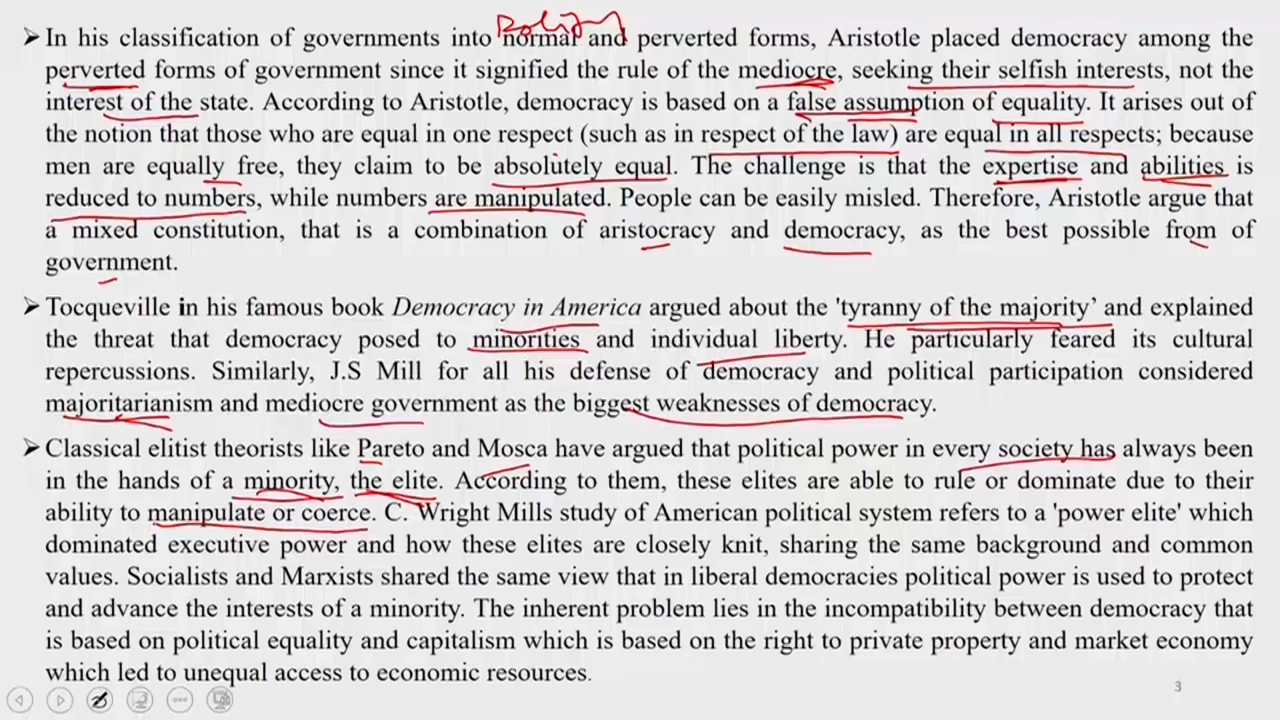 Polity
➢ In his classification of governments into normal and perverted forms, Aristotle placed democracy among the
perverted forms of government since it signified the rule of the mediocre, seeking their selfish interests, not the
interest of the state. According to Aristotle, democracy is based on a false assumption of equality. It arises out of
the notion that those who are equal in one respect (such as in respect of the law) are equal in all respects; because
men are equally free, they claim to be absolutely equal. The challenge is that the expertise and abilities is
reduced to numbers, while numbers are manipulated. People can be easily misled. Therefore, Aristotle argue that
a mixed constitution, that is a combination of aristocracy and democracy, as the best possible from of
government.
➢ Tocqueville in his famous book Democracy in America argued about the 'tyranny of the majority’ and explained
the threat that democracy posed to minorities and individual liberty. He particularly feared its cultural
repercussions. Similarly, J.S Mill for all his defense of democracy and political participation considered
majoritarianism and mediocre government as the biggest weaknesses of democracy.
➢ Classical elitist theorists like Pareto and Mosca have argued that political power in every society has always been
in the hands of a minority, the elite. According to them, these elites are able to rule or dominate due to their
ability to manipulate or coerce. C. Wright Mills study of American political system refers to a 'power elite' which
dominated executive power and how these elites are closely knit, sharing the same background and common
values. Socialists and Marxists shared the same view that in liberal democracies political power is used to protect
and advance the interests of a minority. The inherent problem lies in the incompatibility between democracy that
is based on political equality and capitalism which is based on the right to private property and market economy
which led to unequal access to economic resources.
3